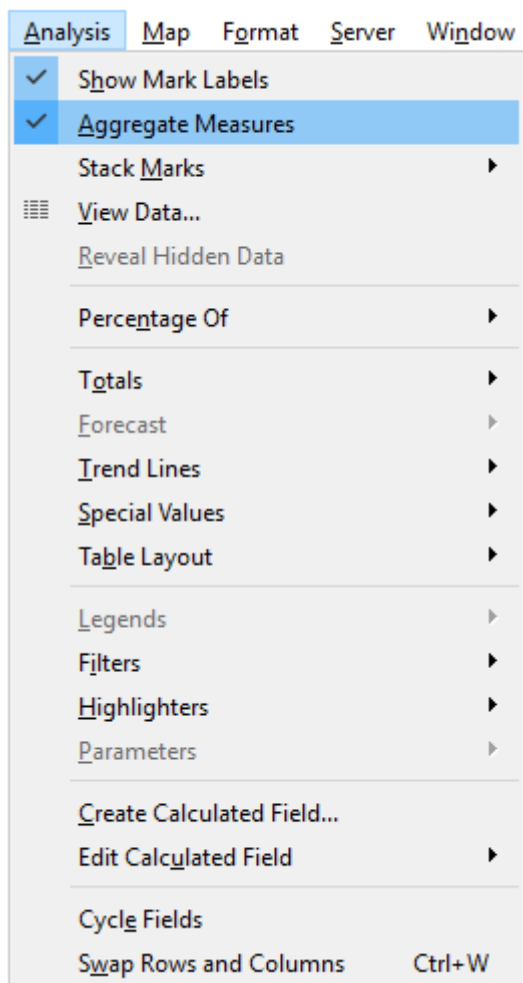 Analysis Map Format Server Window
Show Mark Labels
Aggregate Measures
Stack Marks
View Data...
Reveal Hidden Data
Percentage Of
Totals
Forecast
Trend Lines
Special Values
Table Layout
Legends
Filters
Highlighters
Parameters
Create Calculated Field...
Edit Calculated Field
Cycle Fields
Swap Rows and Columns Ctrl+W